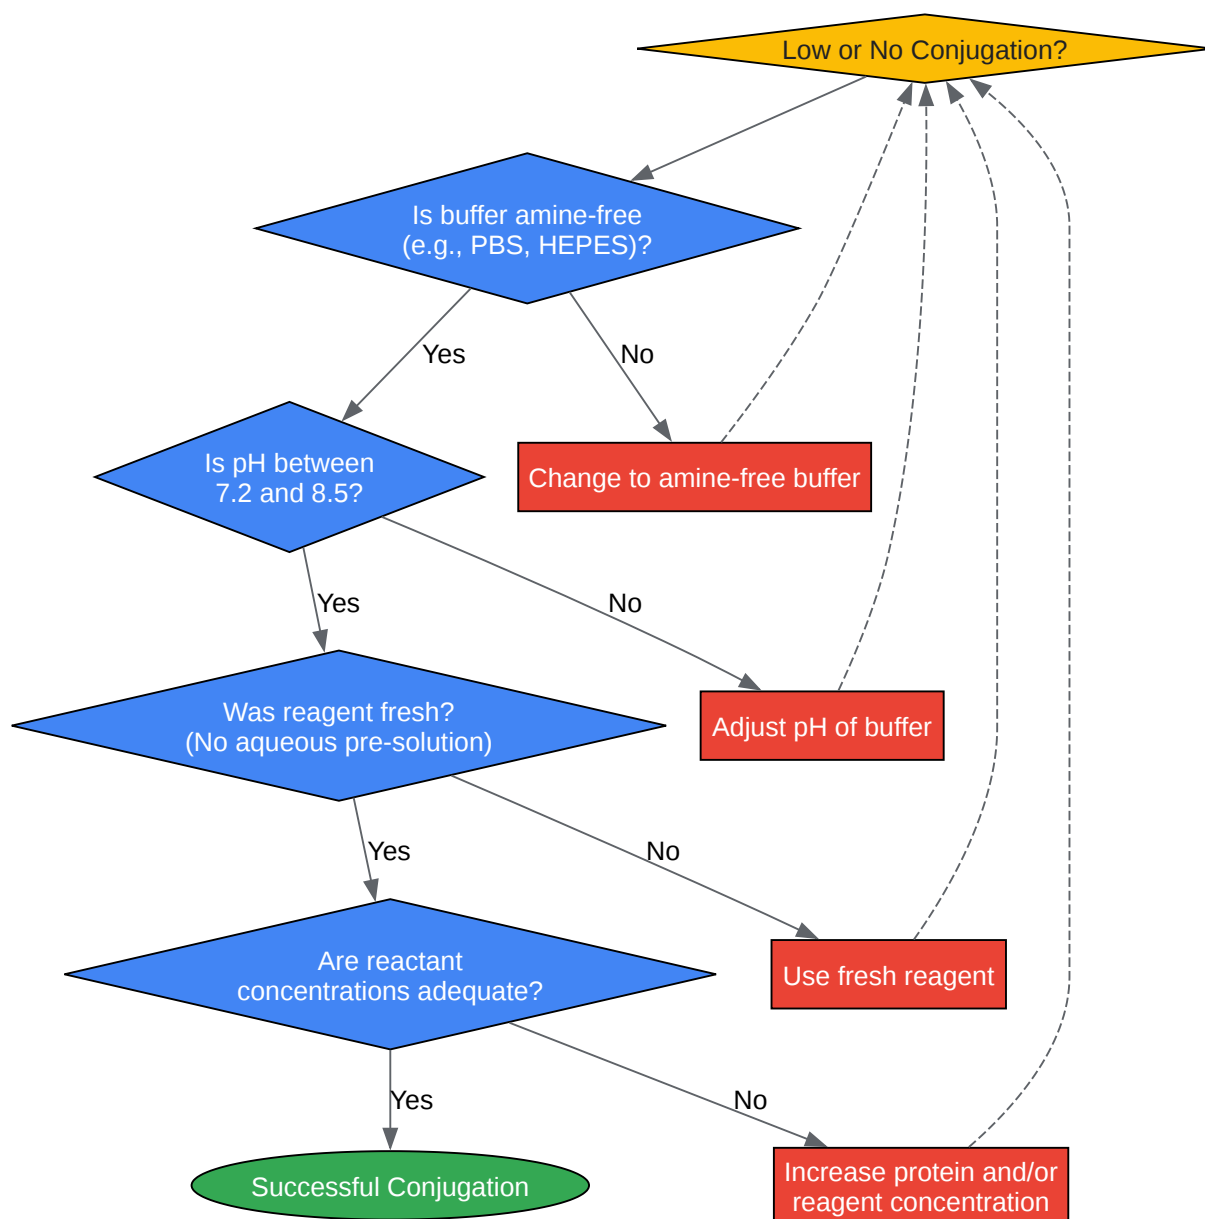 Low or No Conjugation?
Is buffer amine-free
(e.g., PBS, HEPES)?
Yes
No
Is pH between
7.2 and 8.5?
Change to amine-free buffer
Yes
No
Was reagent fresh?
(No aqueous pre-solution)
Adjust pH of buffer
Yes
No
Are reactant
concentrations adequate?
Use fresh reagent
Yes
No
Successful Conjugation
Increase protein and/or
reagent concentration